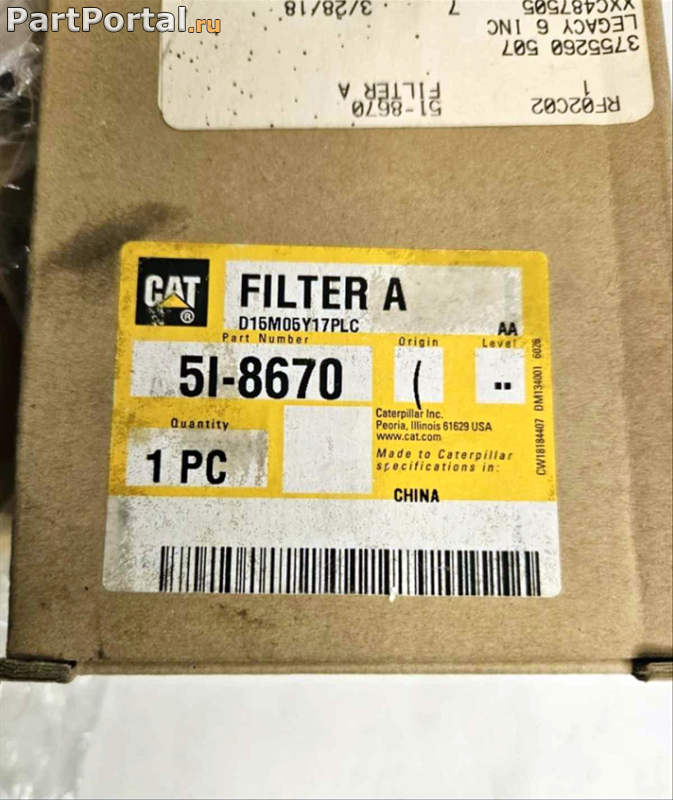 PartPortal.ru
XXC487505 7 3/28/18
LEGACY 6 INC
3755260 507
51-8670
FILTER A
RF02C02 1
CAT
®
FILTER A
D15M05Y17PLC
AA
Part Number
Origin
Level
5I-8670
Quantity
1 PC
Caterpillar Inc.
Peoria, Illinois 61629 USA
www.cat.com
Made to Caterpillar
specifications in:
CHINA
CW18184407 DM134001 6028